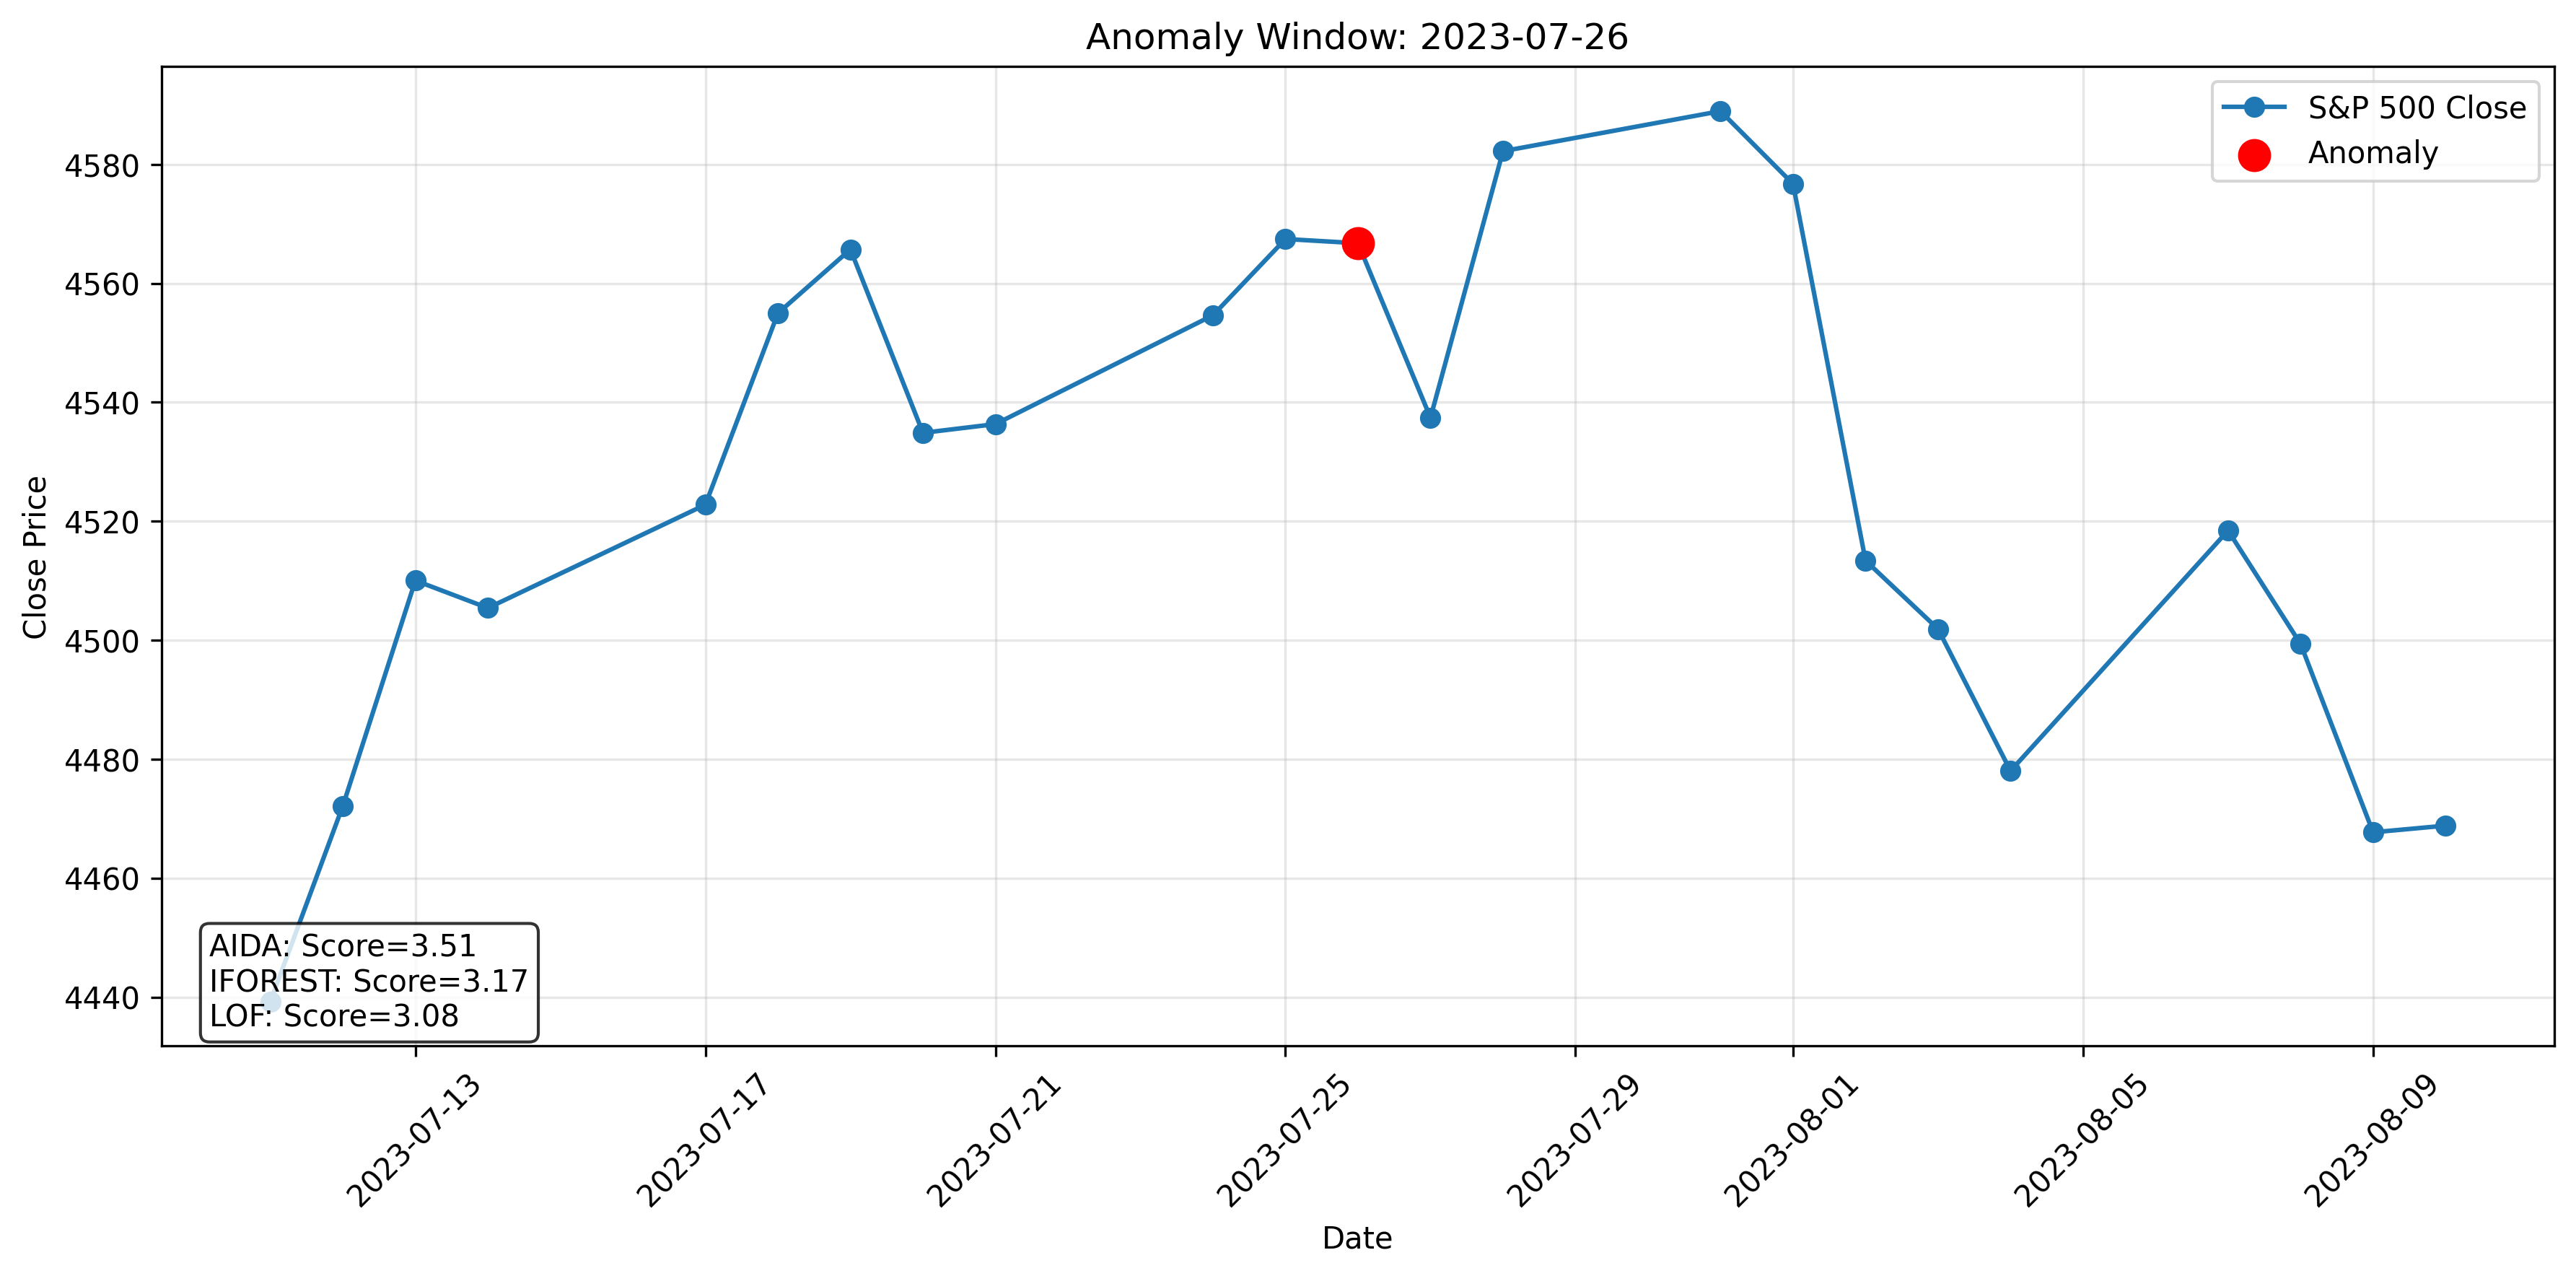 Anomaly Window: 2023-07-26
S&P 500 Close
Anomaly
Close Price
4580
4560
4540
4520
4500
4480
4460
4440
AIDA: Score=3.51
IFOREST: Score=3.17
LOF: Score=3.08
2023-07-13
2023-07-17
2023-07-21
2023-07-25
2023-07-29
2023-08-01
2023-08-05
2023-08-09
Date